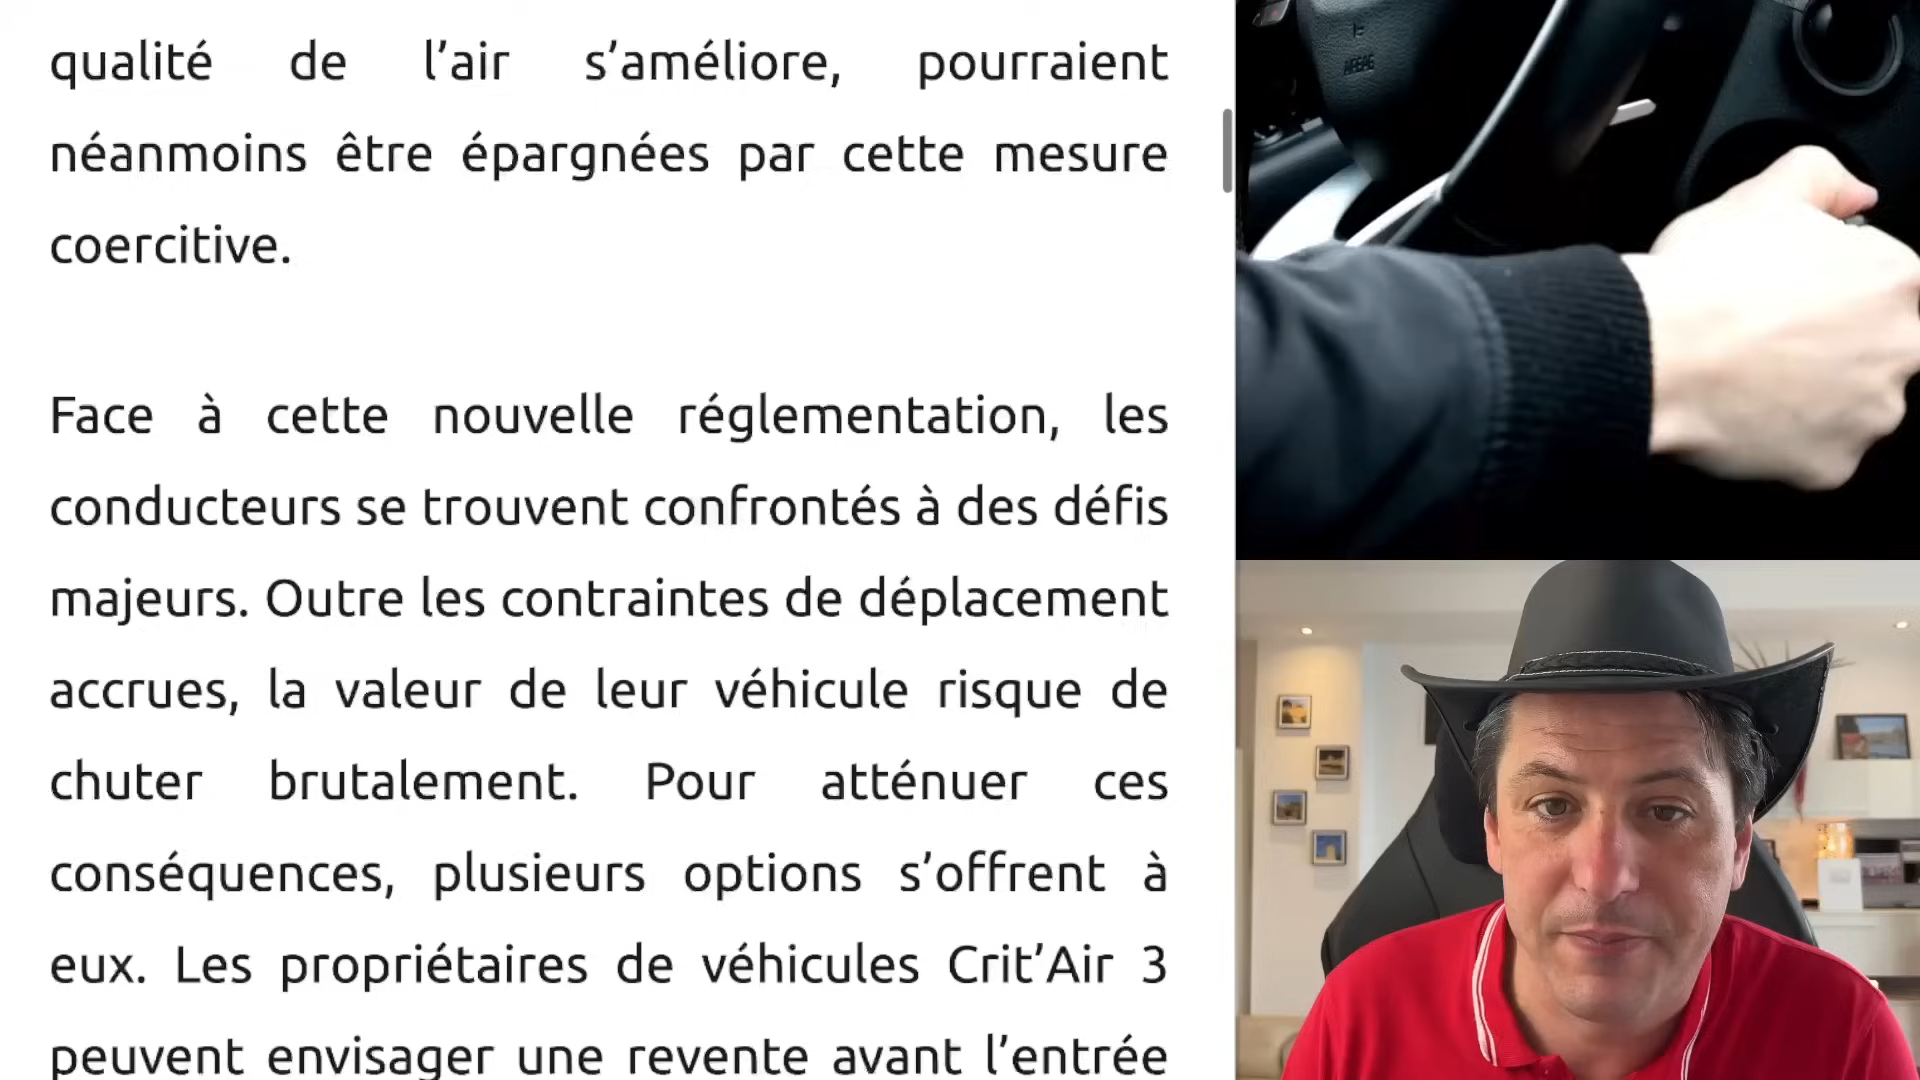 qualité de l’air s’améliore, pourraient
néanmoins être épargnées par cette mesure
coercitive.
Face à cette nouvelle réglementation, les
conducteurs se trouvent confrontés à des défis
majeurs. Outre les contraintes de déplacement
accrues, la valeur de leur véhicule risque de
chuter brutalement. Pour atténuer ces
conséquences, plusieurs options s’offrent à
eux. Les propriétaires de véhicules Crit’Air 3
peuvent envisager une revente avant l’entrée
AIRBAG